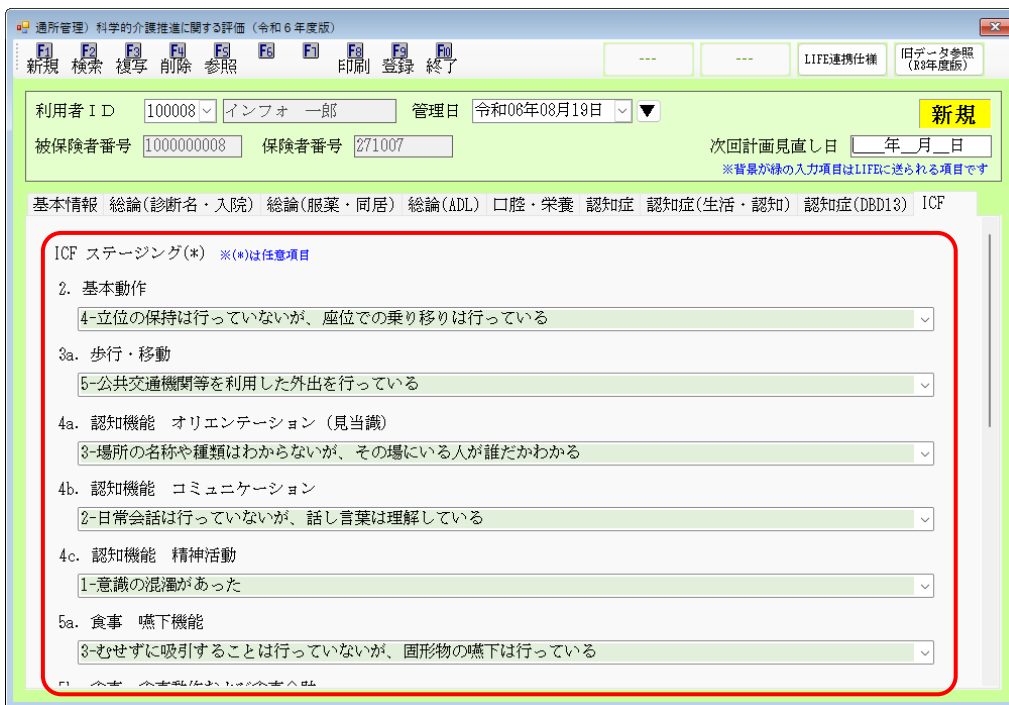 通所管理）科学的介護推進に関する評価（令和６年度版）
F1 F2 F3 F4 F5 F6 F7 F8 F9 F10
新規 検索 複写 削除 参照 印刷 登録 終了
--- --- LIFE連携仕様 旧データ参照
(R3年度版)
利用者ＩＤ 100008 インフォ　一郎 管理日 令和06年08月19日 ▼ 新規
被保険者番号 1000000008 保険者番号 271007 次回計画見直し日 ___年__月__日
※背景が緑の入力項目はLIFEに送られる項目です
基本情報 総論(診断名・入院) 総論(服薬・同居) 総論(ADL) 口腔・栄養 認知症 認知症(生活・認知) 認知症(DBD13) ICF
ICF ステージング(*) ※(*)は任意項目
2. 基本動作
4-立位の保持は行っていないが、座位での乗り移りは行っている
3a. 歩行・移動
5-公共交通機関等を利用した外出を行っている
4a. 認知機能　オリエンテーション（見当識）
3-場所の名称や種類はわからないが、その場にいる人が誰だかわかる
4b. 認知機能　コミュニケーション
2-日常会話は行っていないが、話し言葉は理解している
4c. 認知機能　精神活動
1-意識の混濁があった
5a. 食事　嚥下機能
3-むせずに吸引することは行っていないが、固形物の嚥下は行っている